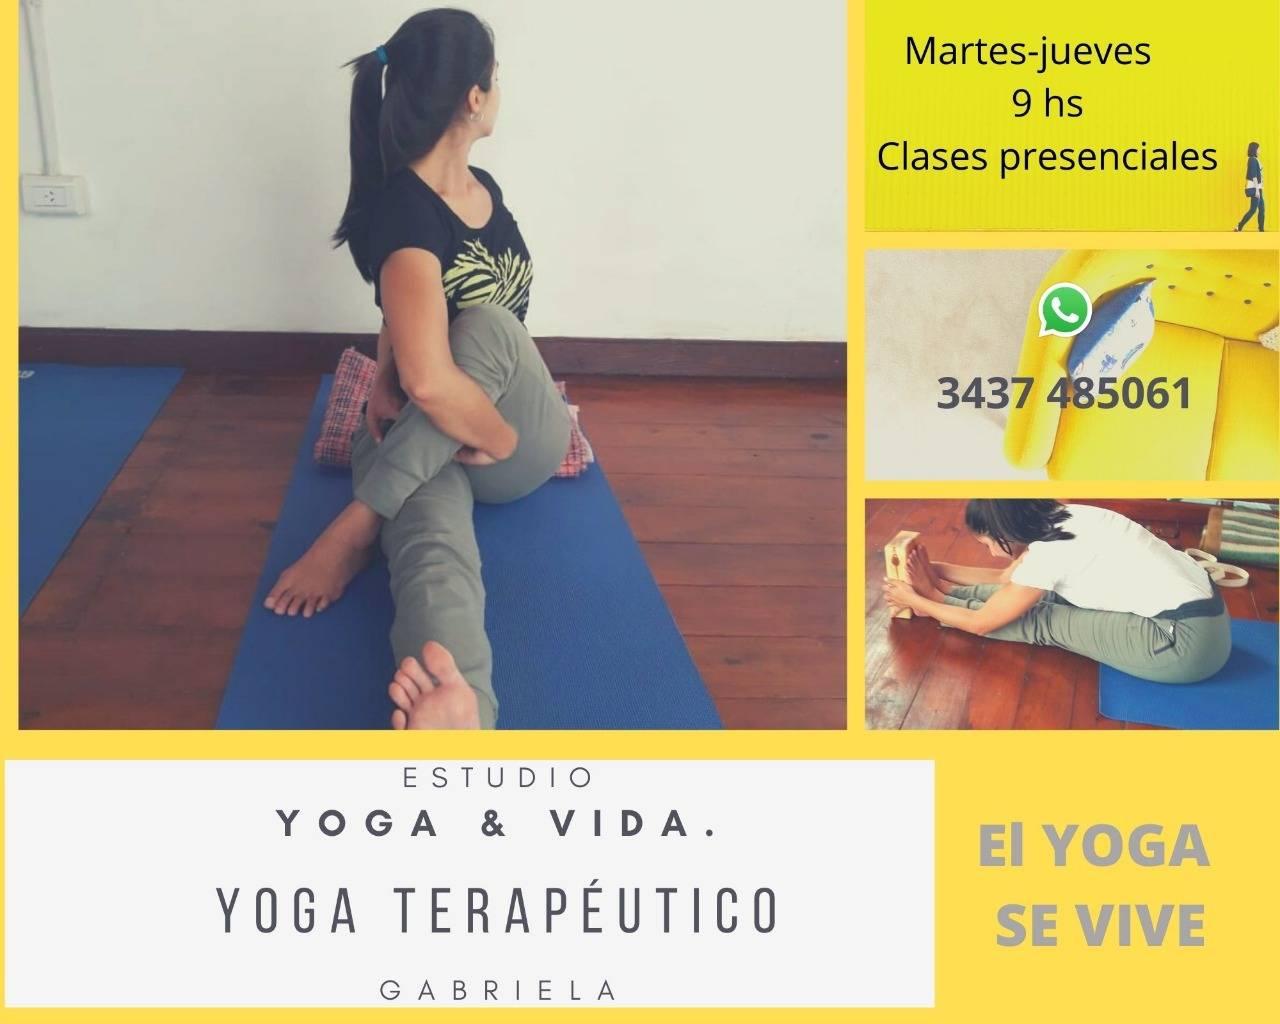 Martes-jueves
9 hs
Clases presenciales
3437 485061
ESTUDIO
YOGA & VIDA.
YOGA TERAPÉUTICO
GABRIELA
El YOGA
SE VIVE